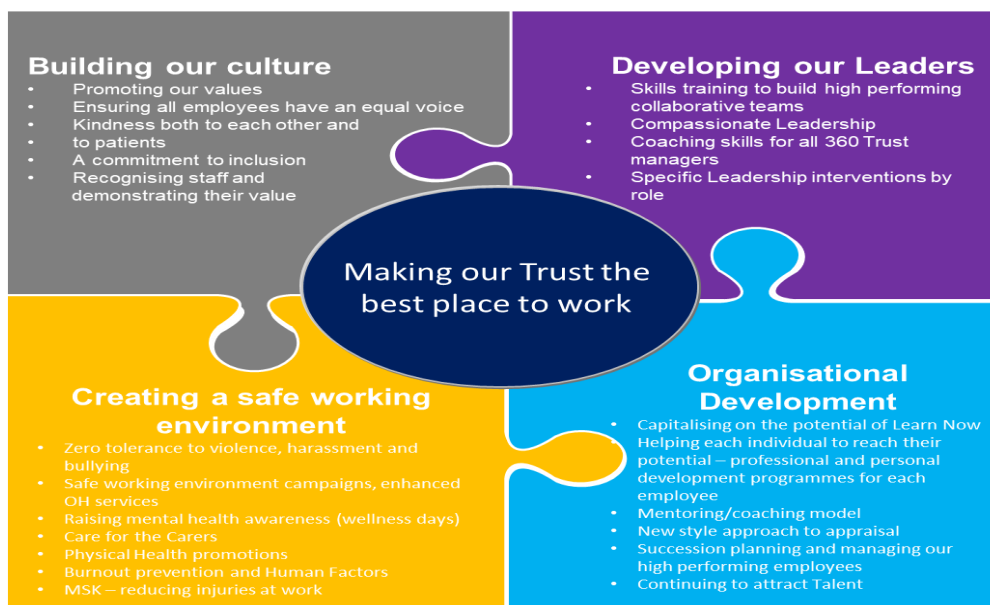 Building our culture
• Promoting our values
• Ensuring all employees have an equal voice
• Kindness both to each other and
• to patients
• A commitment to inclusion
• Recognising staff and
demonstrating their value
Developing our Leaders
• Skills training to build high performing
collaborative teams
• Compassionate Leadership
• Coaching skills for all 360 Trust
managers
• Specific Leadership interventions by
role
Making our Trust the
best place to work
Creating a safe working
environment
• Zero tolerance to violence, harassment and
bullying
• Safe working environment campaigns, enhanced
OH services
• Raising mental health awareness (wellness days)
• Care for the Carers
• Physical Health promotions
• Burnout prevention and Human Factors
• MSK – reducing injuries at work
Organisational
Development
• Capitalising on the potential of Learn Now
• Helping each individual to reach their
potential – professional and personal
development programmes for each
employee
• Mentoring/coaching model
• New style approach to appraisal
• Succession planning and managing our
high performing employees
• Continuing to attract Talent